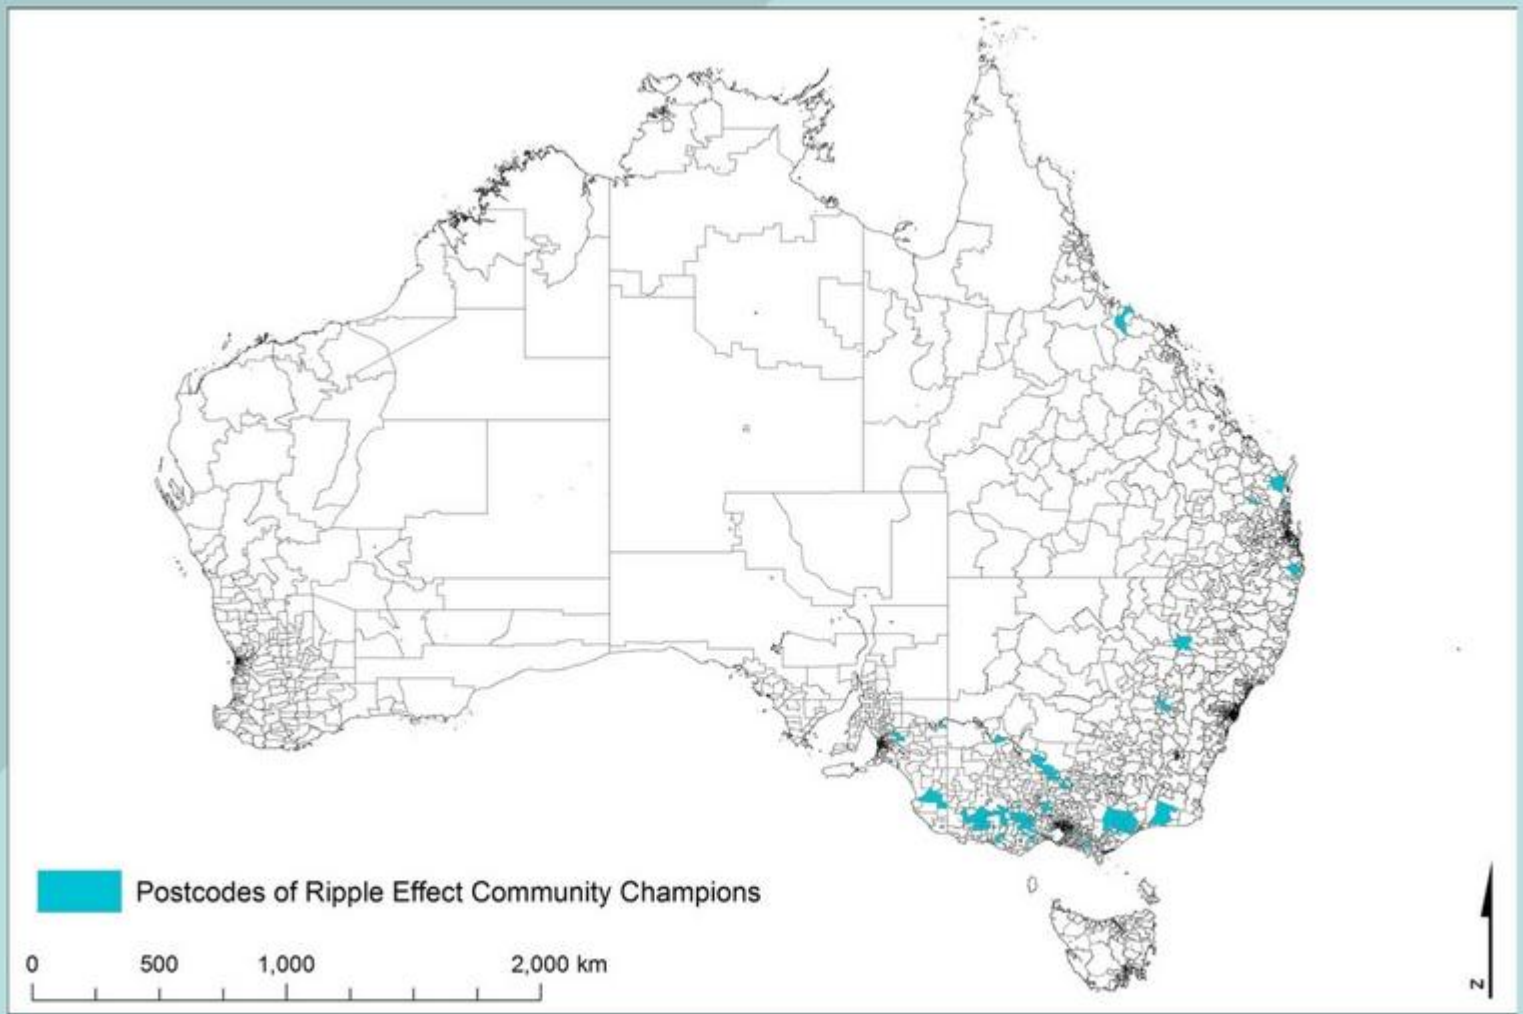 Postcodes of Ripple Effect Community Champions
0 500 1,000 2,000 km
N